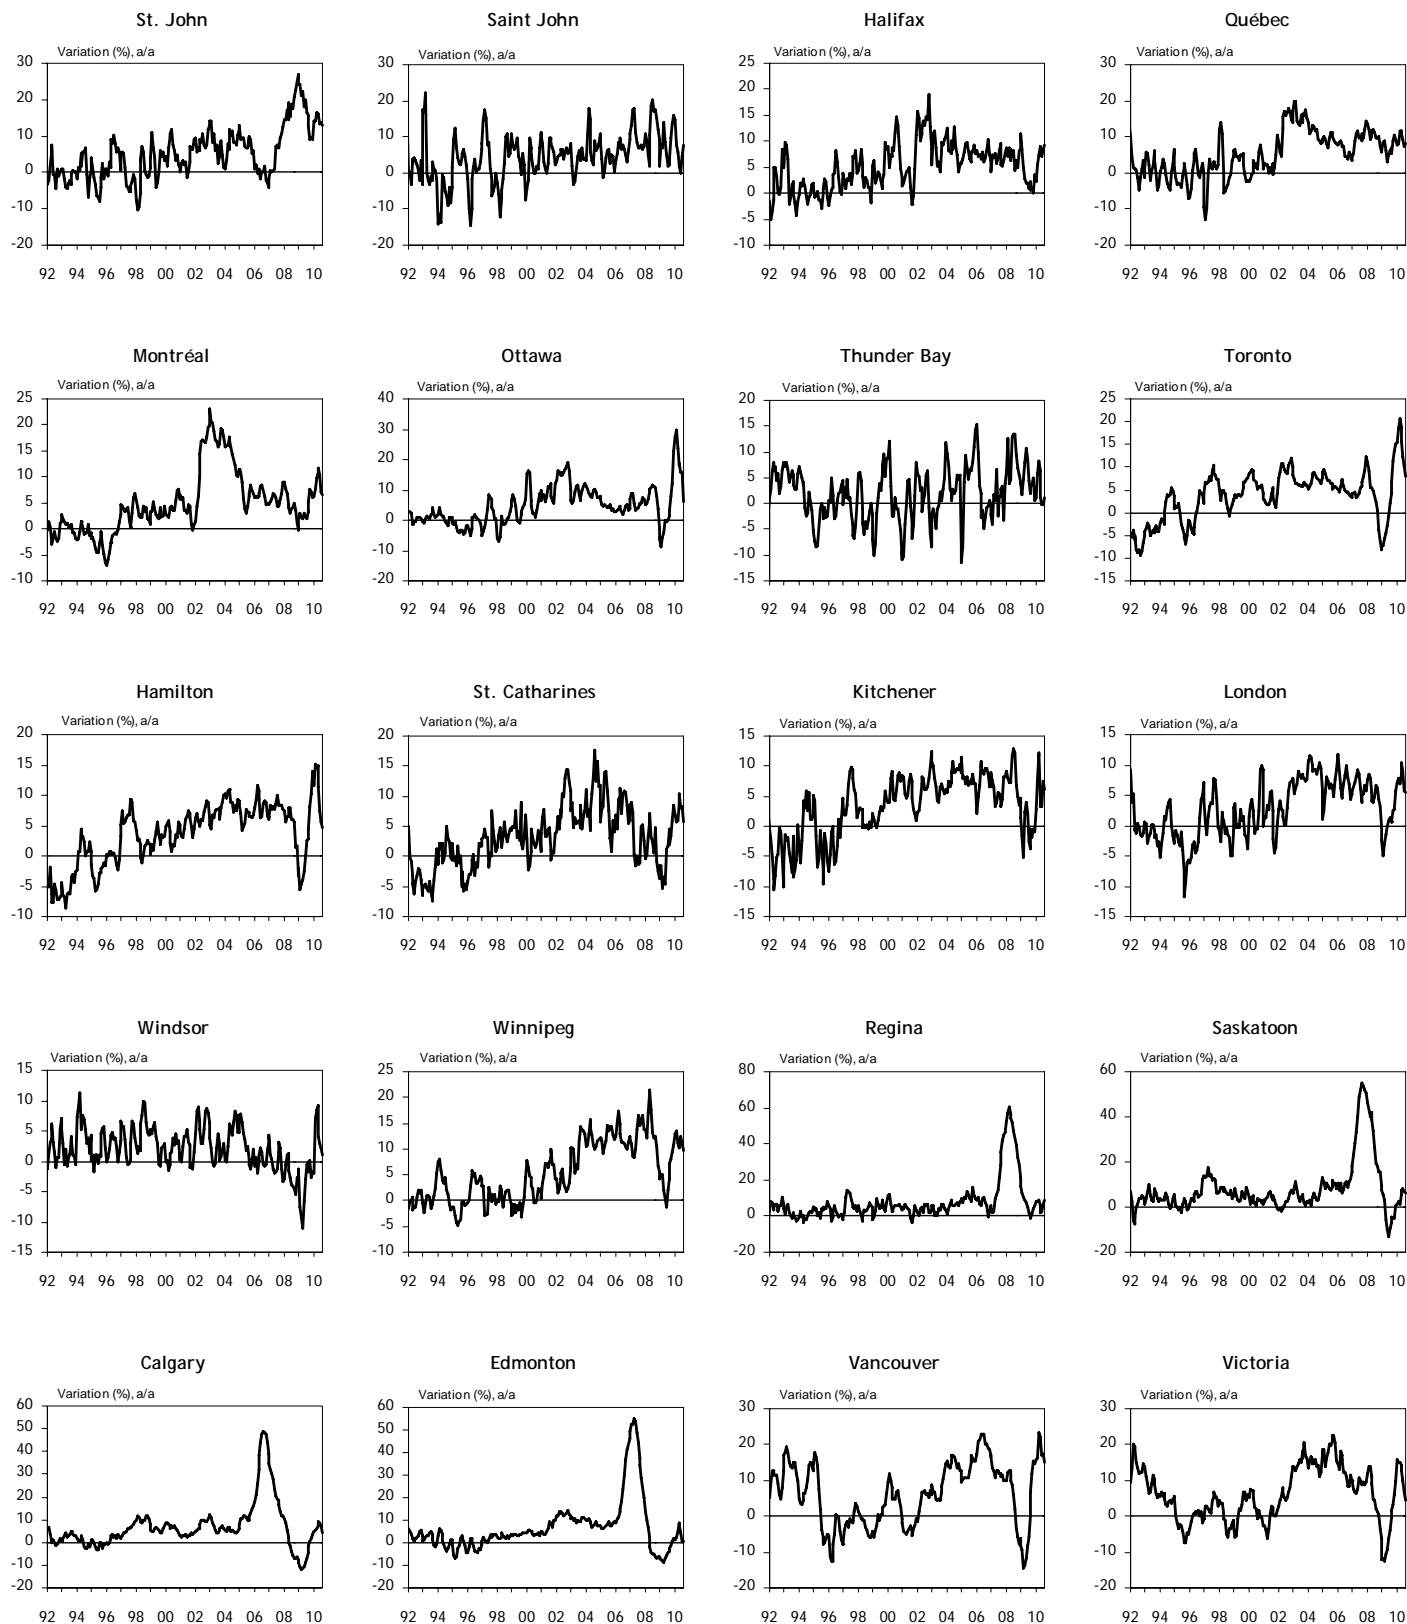 St. John
Variation (%), a/a
30
20
10
0
-10
-20
92 94 96 98 00 02 04 06 08 10
Saint John
Variation (%), a/a
30
20
10
0
-10
-20
92 94 96 98 00 02 04 06 08 10
Halifax
Variation (%), a/a
25
20
15
10
5
0
-5
-10
92 94 96 98 00 02 04 06 08 10
Québec
Variation (%), a/a
30
20
10
0
-10
-20
92 94 96 98 00 02 04 06 08 10
Montréal
Variation (%), a/a
25
20
15
10
5
0
-5
-10
92 94 96 98 00 02 04 06 08 10
Ottawa
Variation (%), a/a
40
30
20
10
0
-10
-20
92 94 96 98 00 02 04 06 08 10
Thunder Bay
Variation (%), a/a
20
15
10
5
0
-5
-10
-15
92 94 96 98 00 02 04 06 08 10
Toronto
Variation (%), a/a
25
20
15
10
5
0
-5
-10
-15
92 94 96 98 00 02 04 06 08 10
Hamilton
Variation (%), a/a
20
15
10
5
0
-5
-10
92 94 96 98 00 02 04 06 08 10
St. Catharines
Variation (%), a/a
20
15
10
5
0
-5
-10
92 94 96 98 00 02 04 06 08 10
Kitchener
Variation (%), a/a
15
10
5
0
-5
-10
-15
92 94 96 98 00 02 04 06 08 10
London
Variation (%), a/a
15
10
5
0
-5
-10
-15
92 94 96 98 00 02 04 06 08 10
Windsor
Variation (%), a/a
15
10
5
0
-5
-10
-15
92 94 96 98 00 02 04 06 08 10
Winnipeg
Variation (%), a/a
25
20
15
10
5
0
-5
-10
92 94 96 98 00 02 04 06 08 10
Regina
Variation (%), a/a
80
60
40
20
0
-20
92 94 96 98 00 02 04 06 08 10
Saskatoon
Variation (%), a/a
60
40
20
0
-20
92 94 96 98 00 02 04 06 08 10
Calgary
Variation (%), a/a
60
50
40
30
20
10
0
-10
-20
92 94 96 98 00 02 04 06 08 10
Edmonton
Variation (%), a/a
60
50
40
30
20
10
0
-10
-20
92 94 96 98 00 02 04 06 08 10
Vancouver
Variation (%), a/a
30
20
10
0
-10
-20
92 94 96 98 00 02 04 06 08 10
Victoria
Variation (%), a/a
30
20
10
0
-10
-20
92 94 96 98 00 02 04 06 08 10